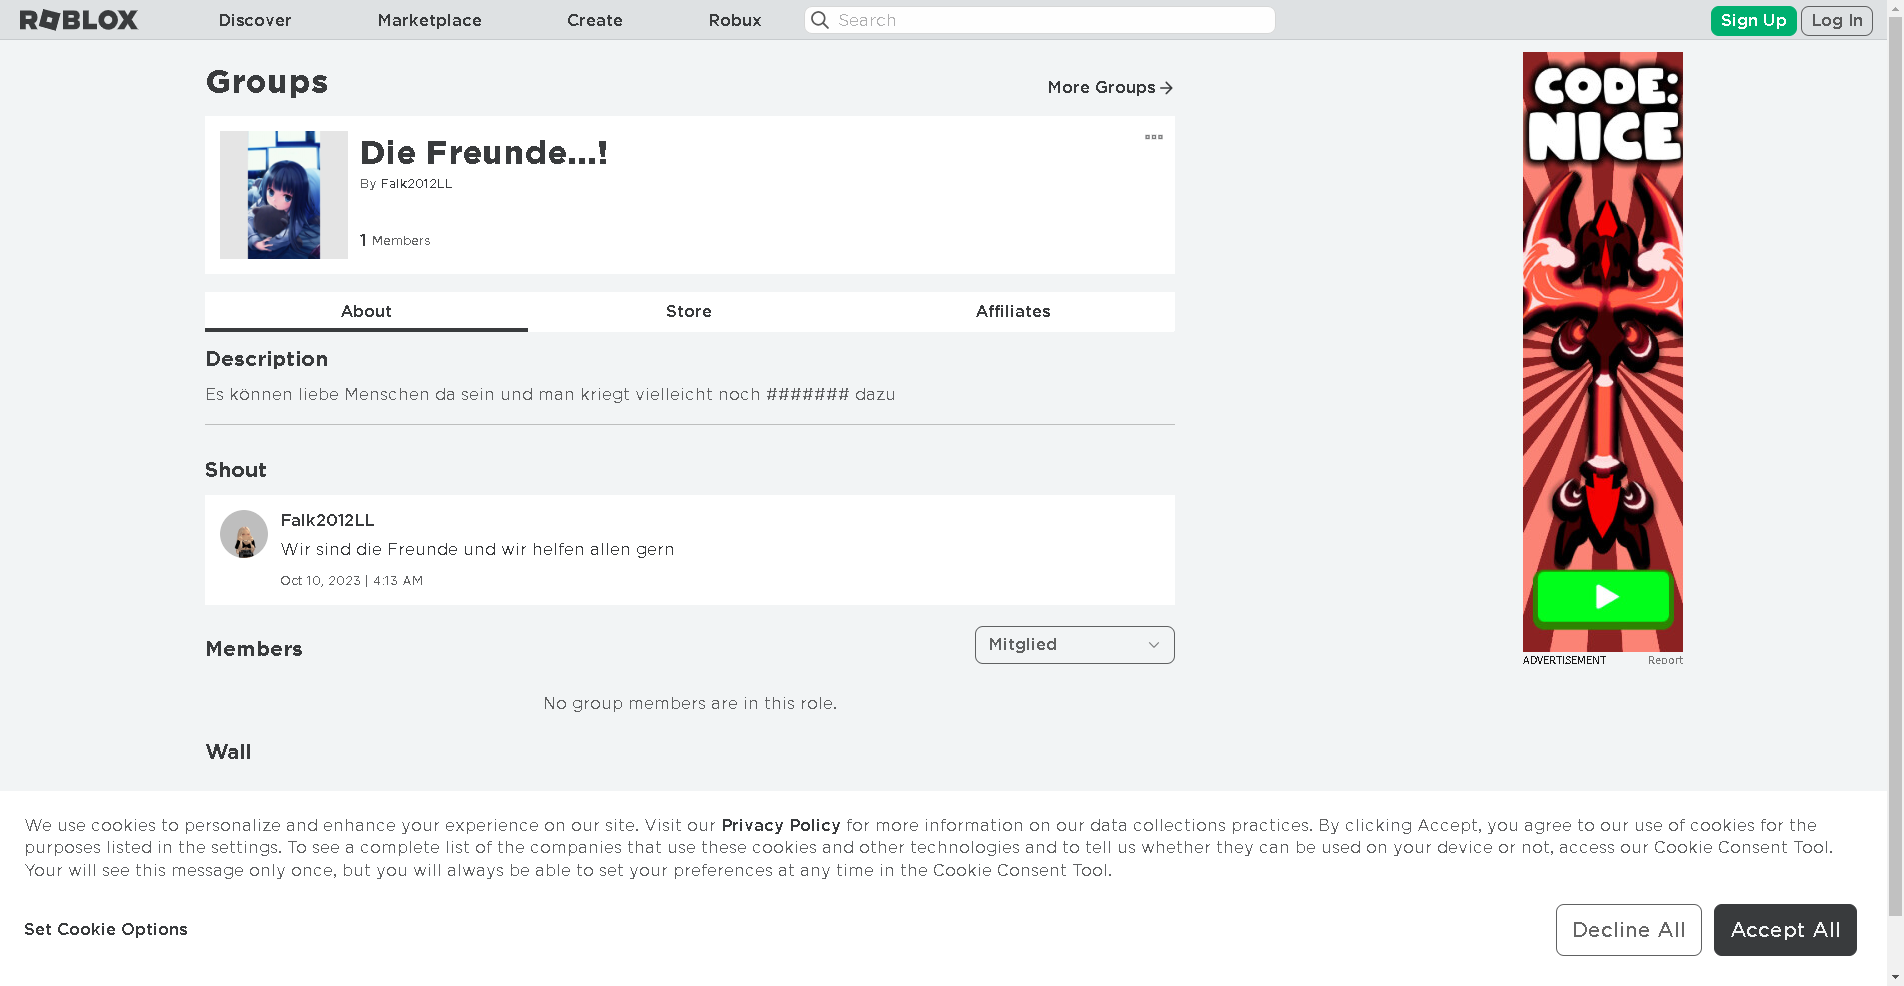 ROBLOX Discover Marketplace Create Robux Search Sign Up Log In
Groups
More Groups
Die Freunde...!
By Falk2012LL
1 Members
About Store Affiliates
Description
Es können liebe Menschen da sein und man kriegt vielleicht noch ####### dazu
Shout
Falk2012LL
Wir sind die Freunde und wir helfen allen gern
Oct 10, 2023 | 4:13 AM
Members
Mitglied
No group members are in this role.
Wall
CODE:
NICE
ADVERTISEMENT Report
We use cookies to personalize and enhance your experience on our site. Visit our Privacy Policy for more information on our data collections practices. By clicking Accept, you agree to our use of cookies for the
purposes listed in the settings. To see a complete list of the companies that use these cookies and other technologies and to tell us whether they can be used on your device or not, access our Cookie Consent Tool.
Your will see this message only once, but you will always be able to set your preferences at any time in the Cookie Consent Tool.
Set Cookie Options
Decline All
Accept All